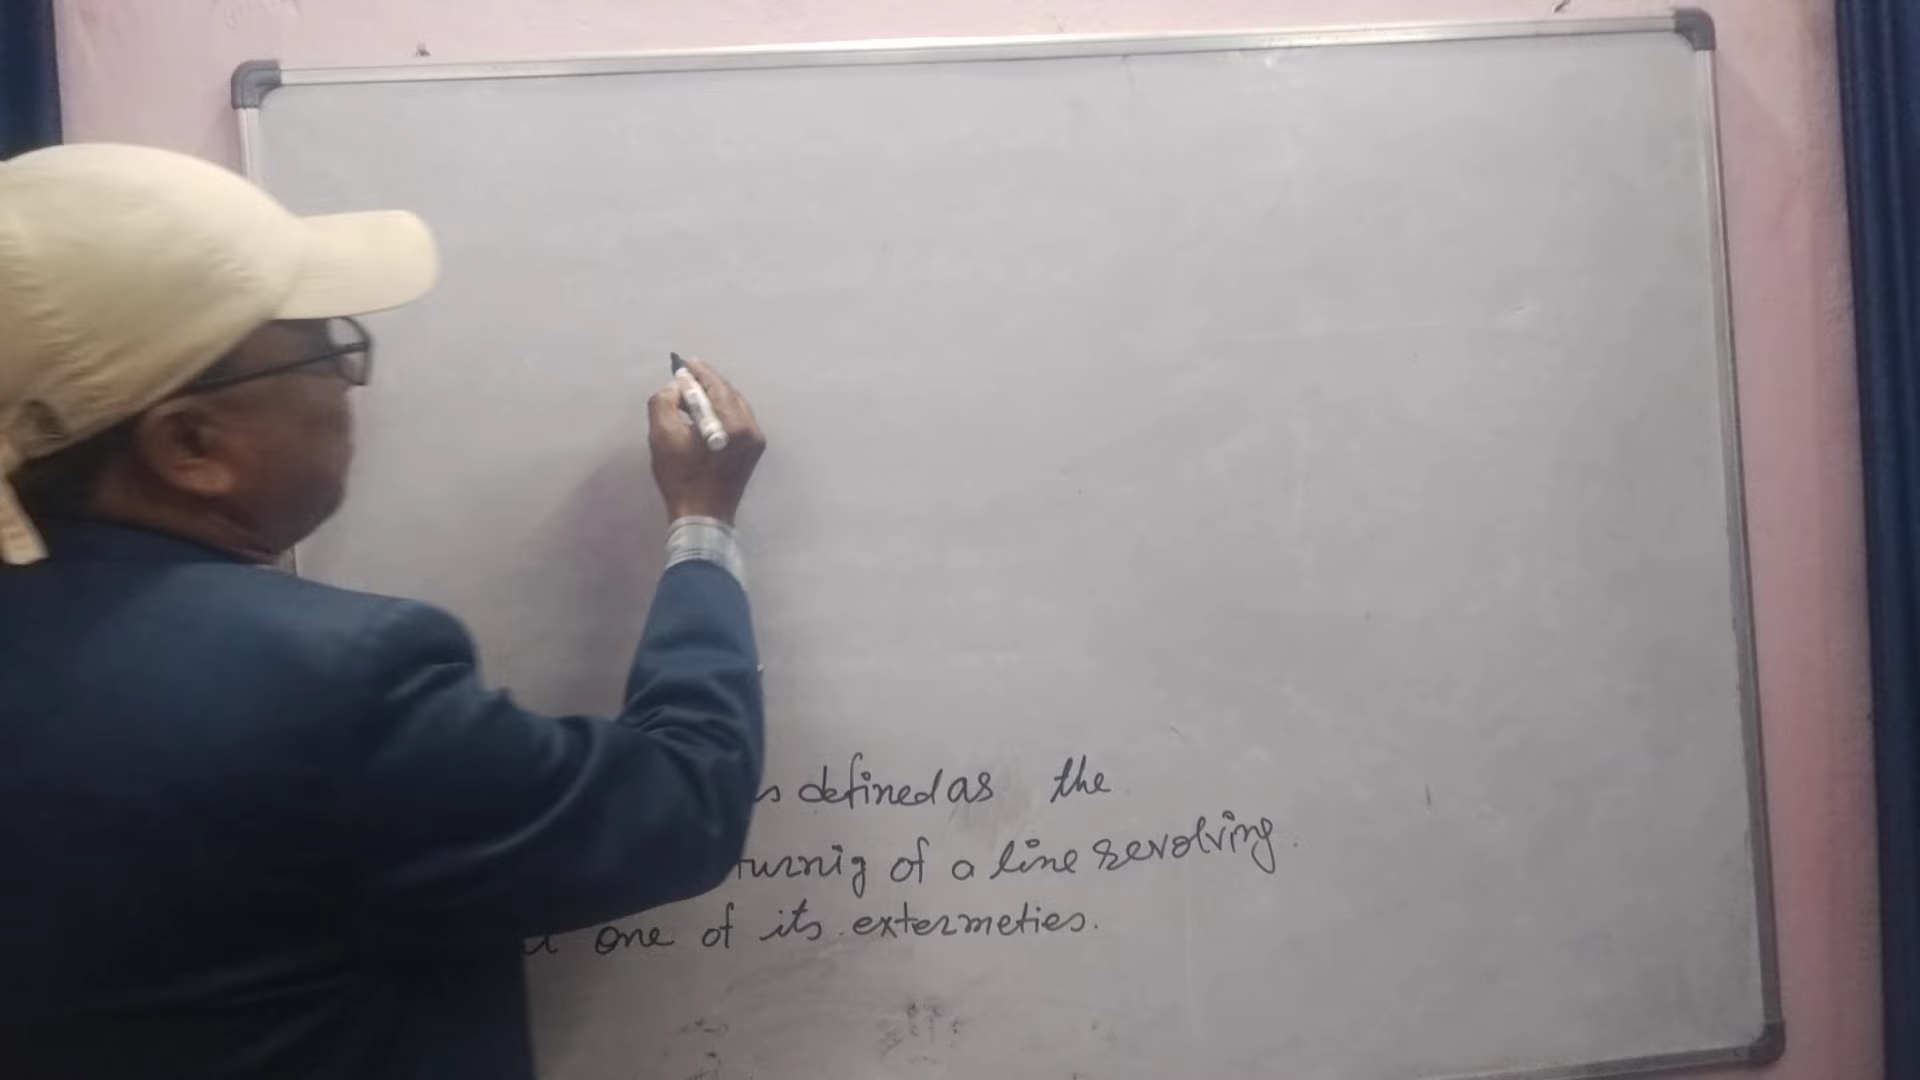 defined as the
turnig of a line revolving.
one of its extermeties.